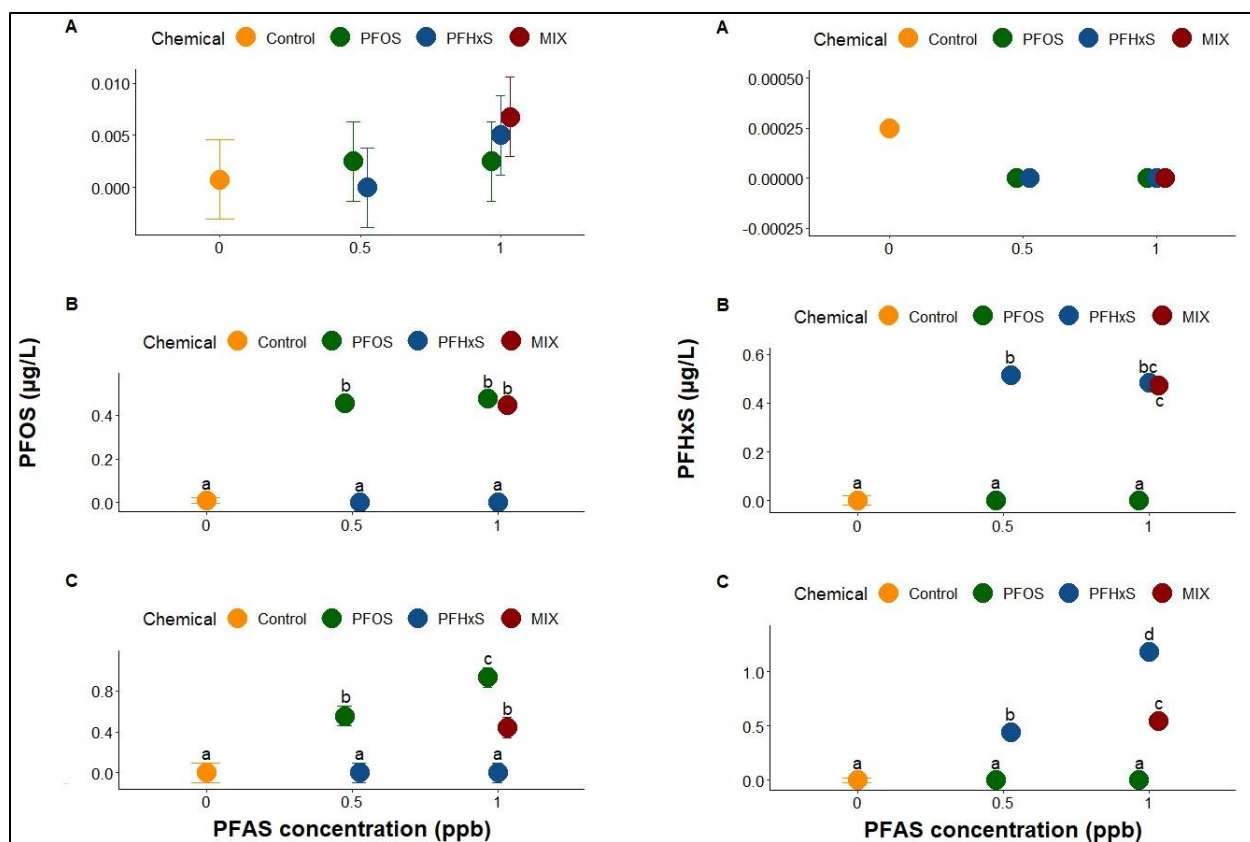 A
Chemical Control PFOS PFHxS MIX
0.010
0.005
0.000
0 0.5 1
B
Chemical Control PFOS PFHxS MIX
b b b
0.4
0.2
a a a
0.0
0 0.5 1
C
Chemical Control PFOS PFHxS MIX
c
0.8
b b
0.4
a a a
0.0
0 0.5 1
PFOS (µg/L)
PFAS concentration (ppb)
A
Chemical Control PFOS PFHxS MIX
0.00050
0.00025
0.00000
-0.00025
0 0.5 1
B
Chemical Control PFOS PFHxS MIX
0.6
b bc
c
0.4
0.2
a a a
0.0
0 0.5 1
C
Chemical Control PFOS PFHxS MIX
d
1.0
c
b
0.5
a a a
0.0
0 0.5 1
PFHxS (µg/L)
PFAS concentration (ppb)